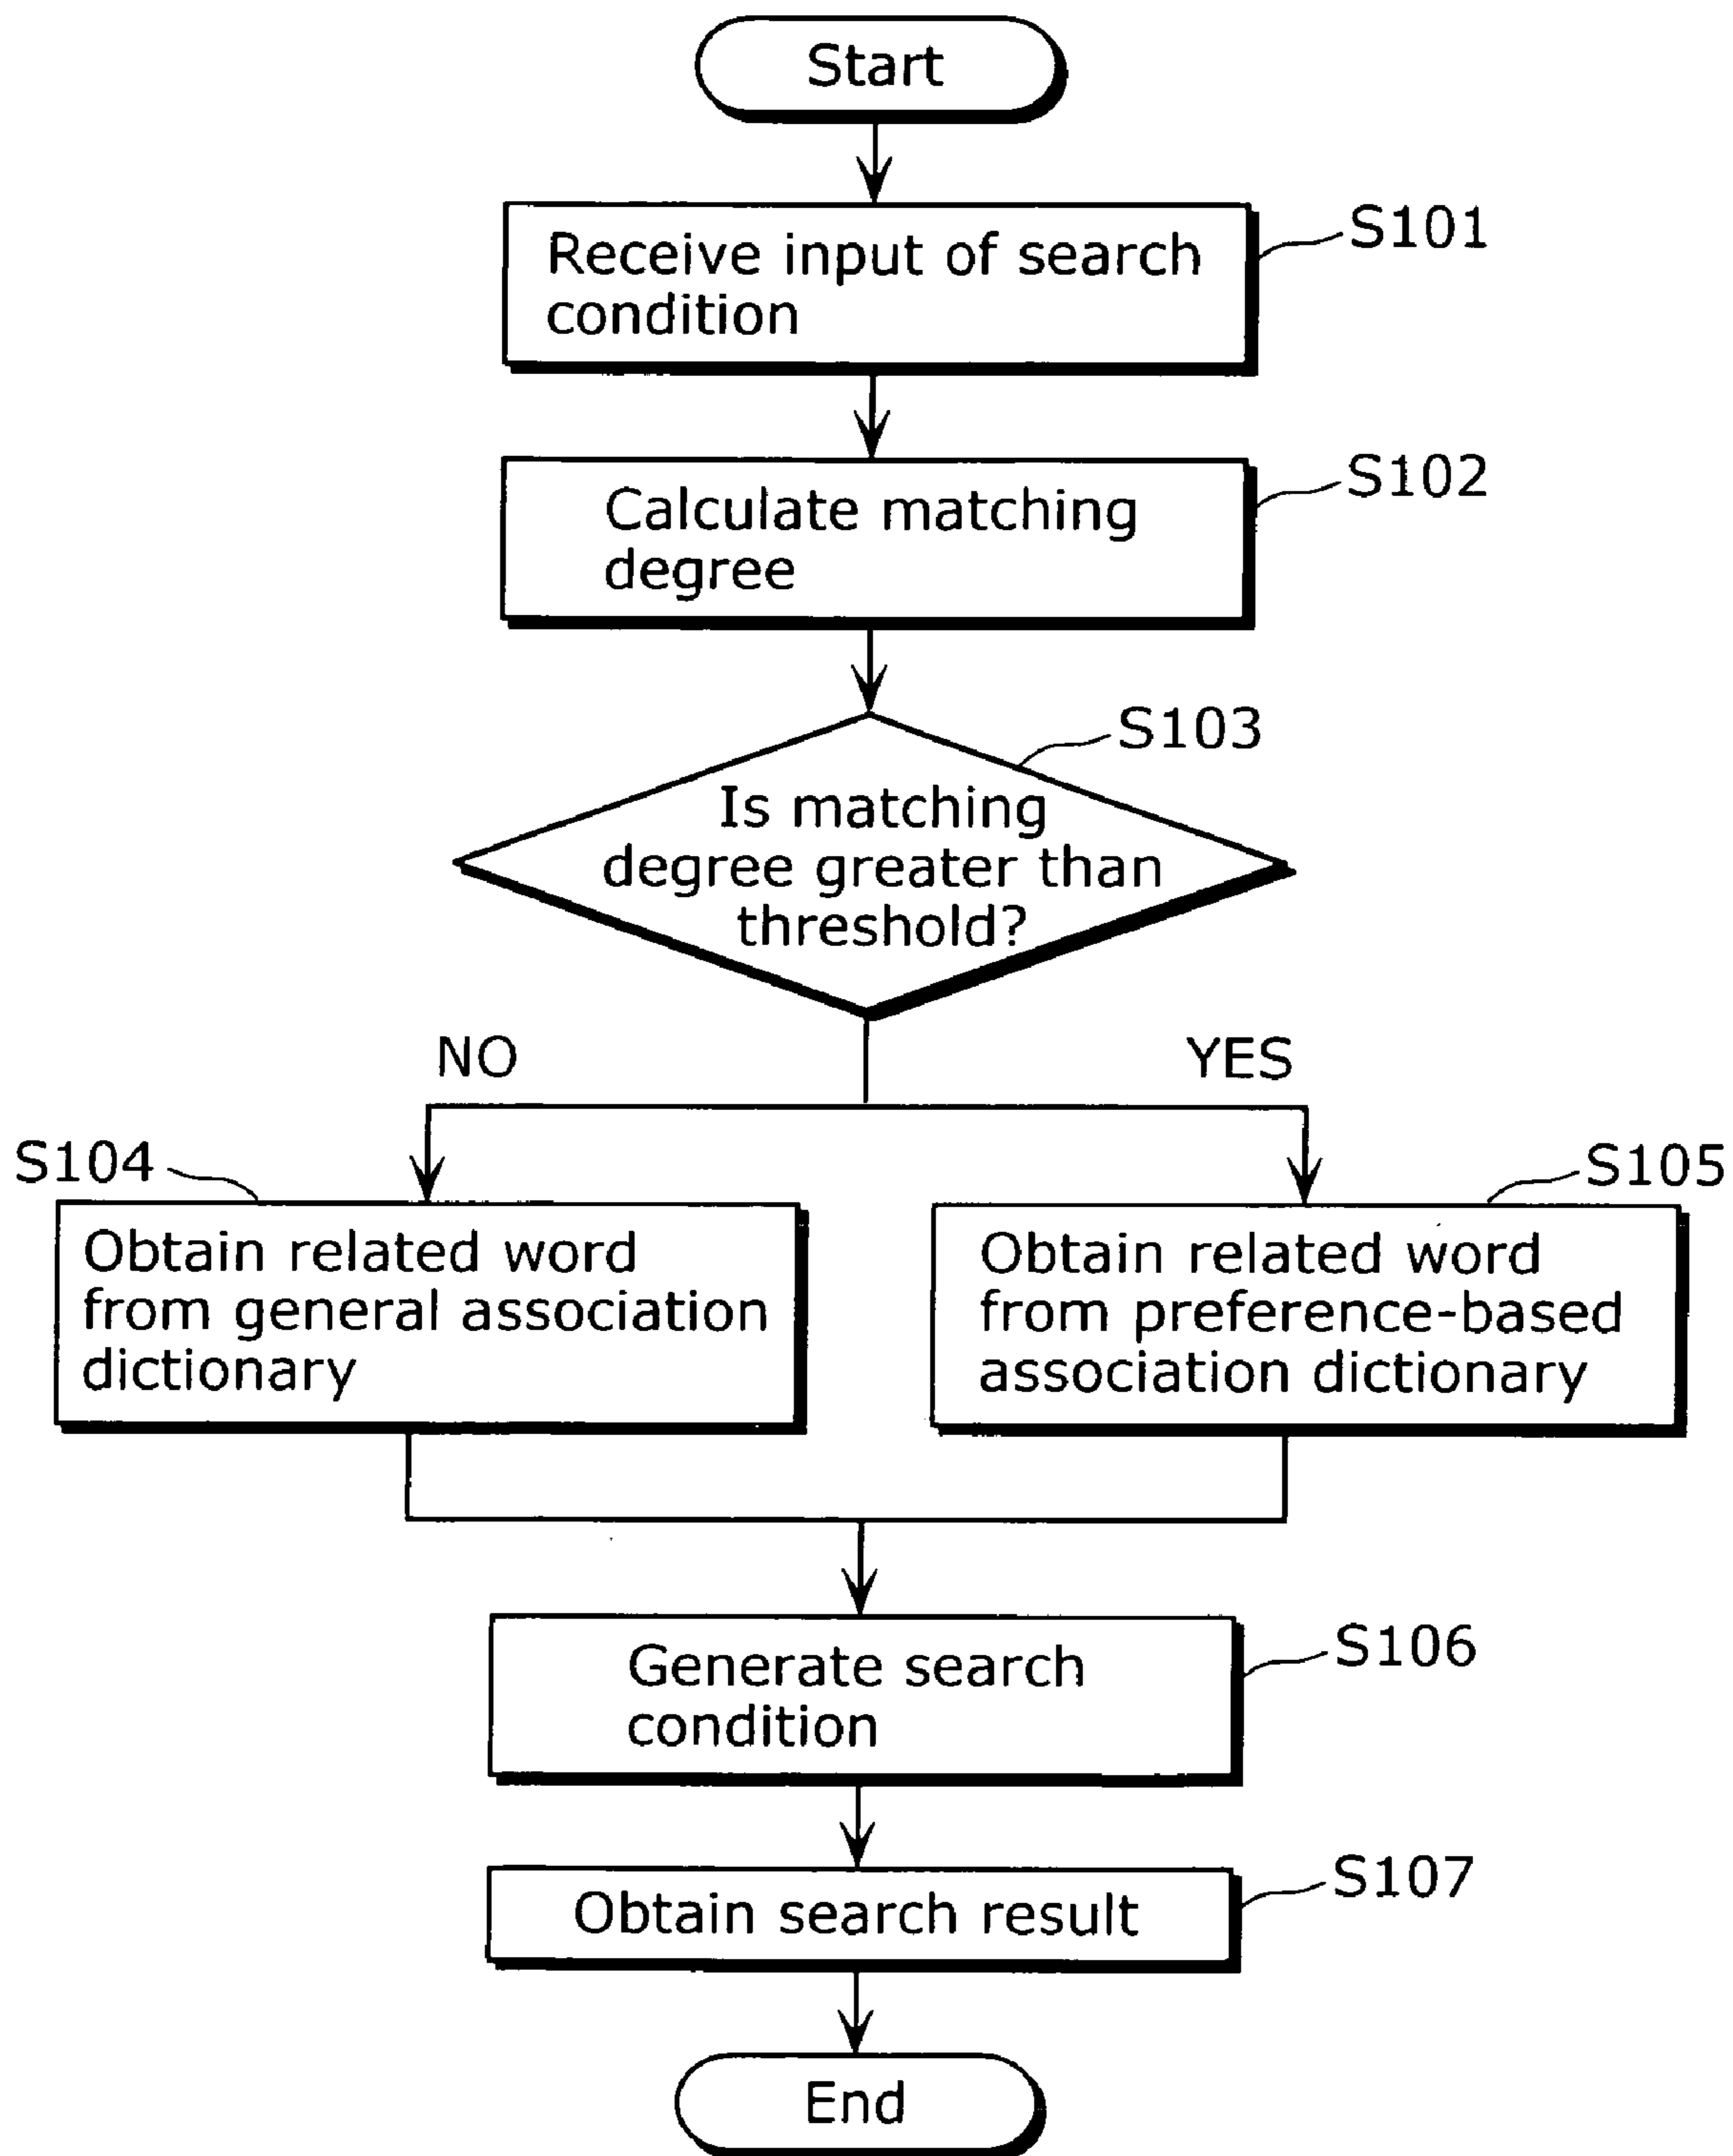 Start
Receive input of search
condition
S101
Calculate matching
degree
S102
S103
Is matching
degree greater than
threshold?
NO
YES
S104
Obtain related word
from general association
dictionary
S105
Obtain related word
from preference-based
association dictionary
Generate search
condition
S106
Obtain search result
S107
End